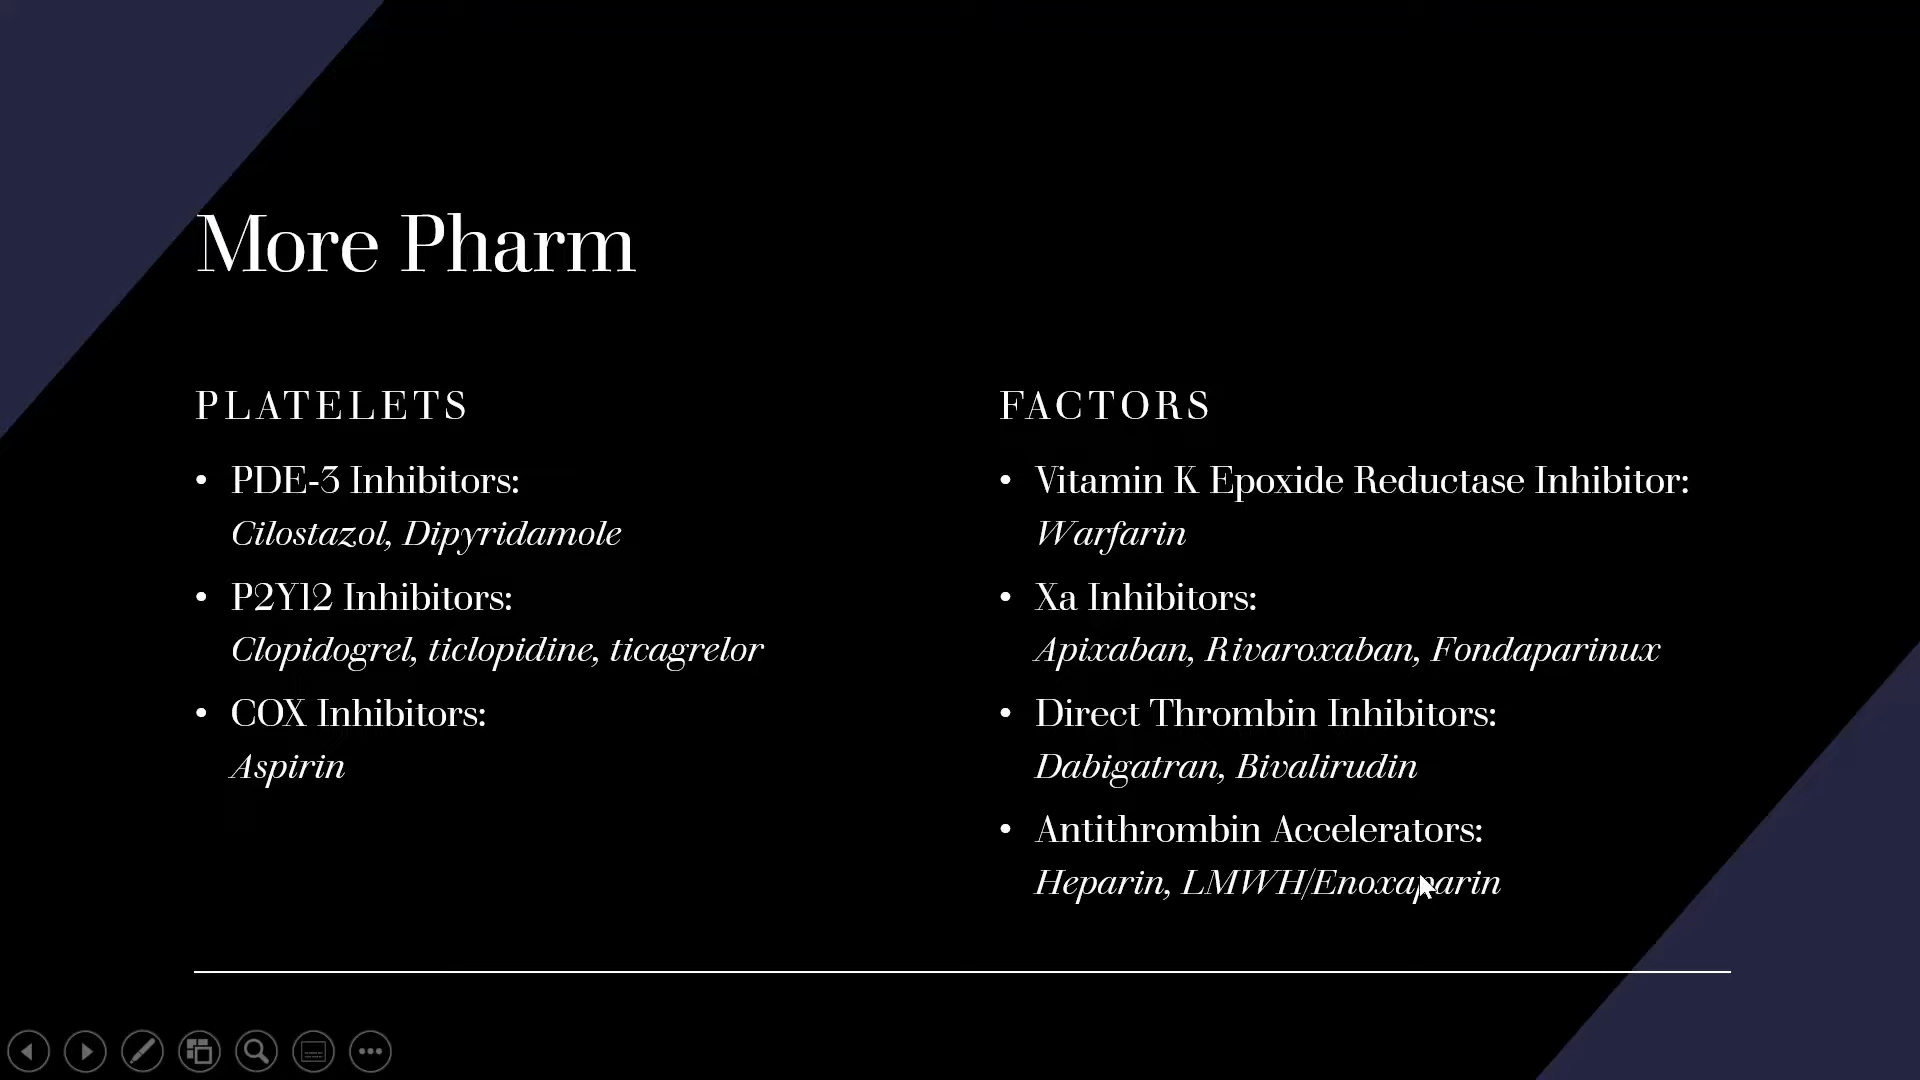 More Pharm
PLATELETS
• PDE-3 Inhibitors:
Cilostazol, Dipyridamole
• P2Y12 Inhibitors:
Clopidogrel, ticlopidine, ticagrelor
• COX Inhibitors:
Aspirin
FACTORS
• Vitamin K Epoxide Reductase Inhibitor:
Warfarin
• Xa Inhibitors:
Apixaban, Rivaroxaban, Fondaparinux
• Direct Thrombin Inhibitors:
Dabigatran, Bivalirudin
• Antithrombin Accelerators:
Heparin, LMWH/Enoxaparin